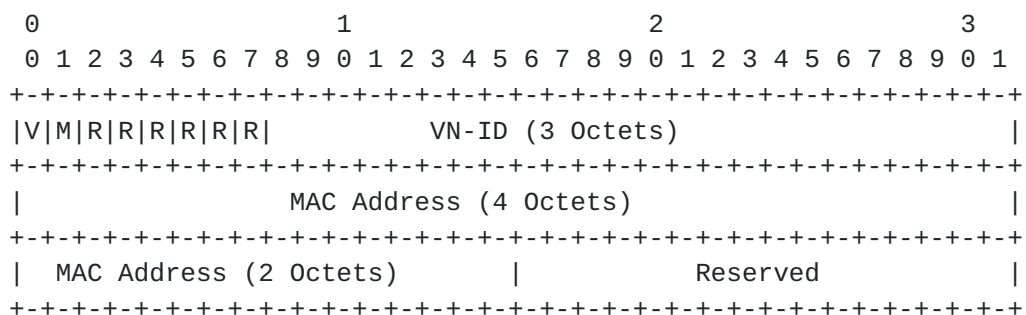 0                   1                   2                   3
 0 1 2 3 4 5 6 7 8 9 0 1 2 3 4 5 6 7 8 9 0 1 2 3 4 5 6 7 8 9 0 1
+-+-+-+-+-+-+-+-+-+-+-+-+-+-+-+-+-+-+-+-+-+-+-+-+-+-+-+-+-+-+-+-+
|V|M|R|R|R|R|R|R|          VN-ID (3 Octets)                     |
+-+-+-+-+-+-+-+-+-+-+-+-+-+-+-+-+-+-+-+-+-+-+-+-+-+-+-+-+-+-+-+-+
|                 MAC Address (4 Octets)                        |
+-+-+-+-+-+-+-+-+-+-+-+-+-+-+-+-+-+-+-+-+-+-+-+-+-+-+-+-+-+-+-+-+
|  MAC Address (2 Octets)       |           Reserved            |
+-+-+-+-+-+-+-+-+-+-+-+-+-+-+-+-+-+-+-+-+-+-+-+-+-+-+-+-+-+-+-+-+